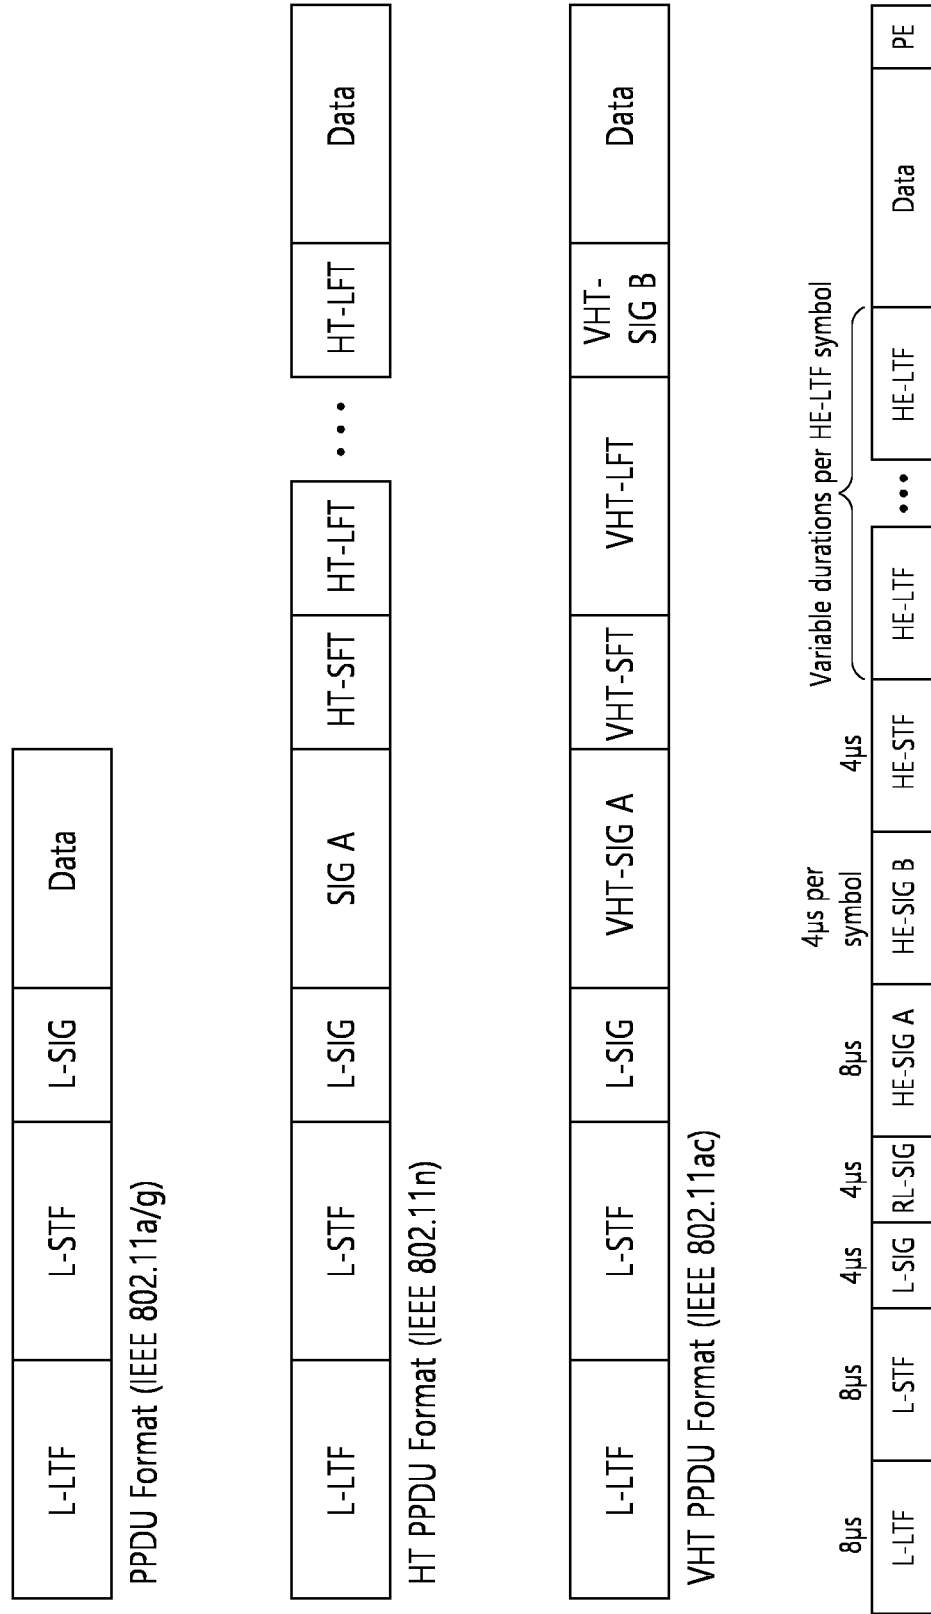 L-LTF
L-STF
L-SIG
Data
PPDU Format (IEEE 802.11a/g)
L-LTF
L-STF
L-SIG
SIG A
HT-SFT
HT-LFT
•••
HT-LFT
Data
HT PPDU Format (IEEE 802.11n)
L-LTF
L-STF
L-SIG
VHT-SIG A
VHT-SFT
VHT-LFT
VHT-
SIG B
Data
VHT PPDU Format (IEEE 802.11ac)
Variable durations per HE-LTF symbol
8µs
8µs
4µs
4µs
8µs
4µs per
symbol
4µs
L-LTF
L-STF
L-SIG
RL-SIG
HE-SIG A
HE-SIG B
HE-STF
HE-LTF
•••
HE-LTF
Data
PE